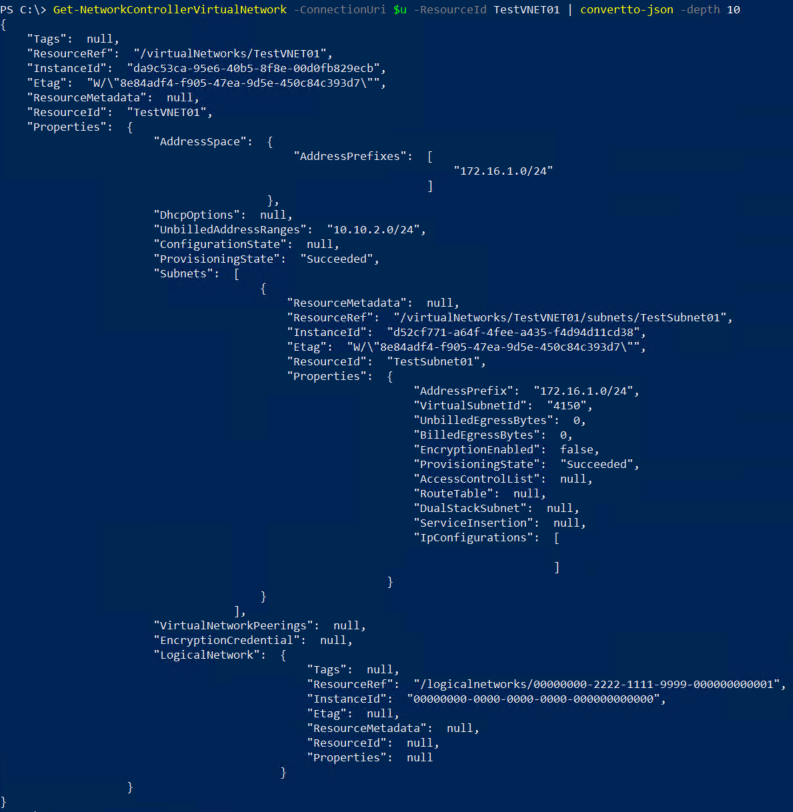 PS C:\> Get-NetworkControllerVirtualNetwork -ConnectionUri $u -ResourceId TestVNET01 | convertto-json -depth 10
{
    "Tags":  null,
    "ResourceRef":  "/virtualNetworks/TestVNET01",
    "InstanceId":  "da9c53ca-95e6-40b5-8f8e-00d0fb829ecb",
    "Etag":  "W/\"8e84adf4-f905-47ea-9d5e-450c84c393d7\"",
    "ResourceMetadata":  null,
    "ResourceId":  "TestVNET01",
    "Properties":  {
                       "AddressSpace":  {
                                            "AddressPrefixes":  [
                                                                    "172.16.1.0/24"
                                                                ]
                                        },
                       "DhcpOptions":  null,
                       "UnbilledAddressRanges":  "10.10.2.0/24",
                       "ConfigurationState":  null,
                       "ProvisioningState":  "Succeeded",
                       "Subnets":  [
                                       {
                                           "ResourceMetadata":  null,
                                           "ResourceRef":  "/virtualNetworks/TestVNET01/subnets/TestSubnet01",
                                           "InstanceId":  "d52cf771-a64f-4fee-a435-f4d94d11cd38",
                                           "Etag":  "W/\"8e84adf4-f905-47ea-9d5e-450c84c393d7\"",
                                           "ResourceId":  "TestSubnet01",
                                           "Properties":  {
                                                              "AddressPrefix":  "172.16.1.0/24",
                                                              "VirtualSubnetId":  "4150",
                                                              "UnbilledEgressBytes":  0,
                                                              "BilledEgressBytes":  0,
                                                              "EncryptionEnabled":  false,
                                                              "ProvisioningState":  "Succeeded",
                                                              "AccessControlList":  null,
                                                              "RouteTable":  null,
                                                              "DualStackSubnet":  null,
                                                              "ServiceInsertion":  null,
                                                              "IpConfigurations":  [

                                                                                   ]
                                                          }
                                       }
                                   ],
                       "VirtualNetworkPeerings":  null,
                       "EncryptionCredential":  null,
                       "LogicalNetwork":  {
                                              "Tags":  null,
                                              "ResourceRef":  "/logicalnetworks/00000000-2222-1111-9999-000000000001",
                                              "InstanceId":  "00000000-0000-0000-0000-000000000000",
                                              "Etag":  null,
                                              "ResourceMetadata":  null,
                                              "ResourceId":  null,
                                              "Properties":  null
                                          }
                   }
}